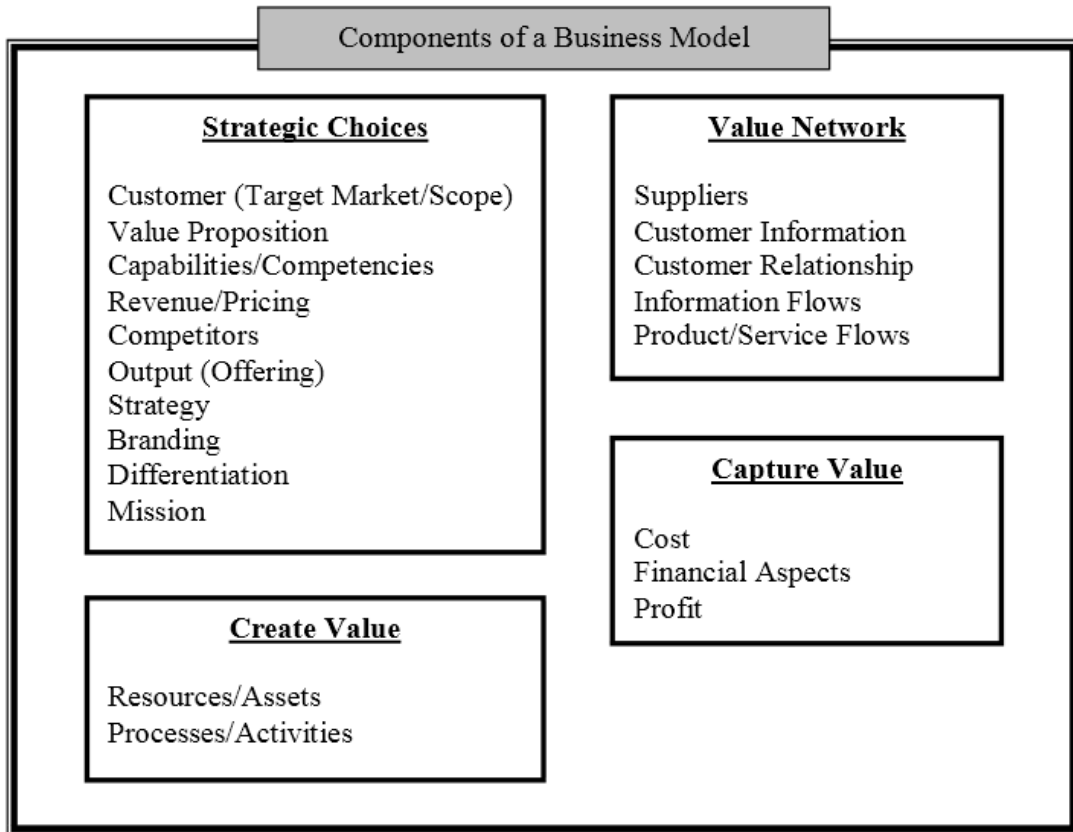 Components of a Business Model
Strategic Choices
Customer (Target Market/Scope)
Value Proposition
Capabilities/Competencies
Revenue/Pricing
Competitors
Output (Offering)
Strategy
Branding
Differentiation
Mission
Value Network
Suppliers
Customer Information
Customer Relationship
Information Flows
Product/Service Flows
Create Value
Resources/Assets
Processes/Activities
Capture Value
Cost
Financial Aspects
Profit